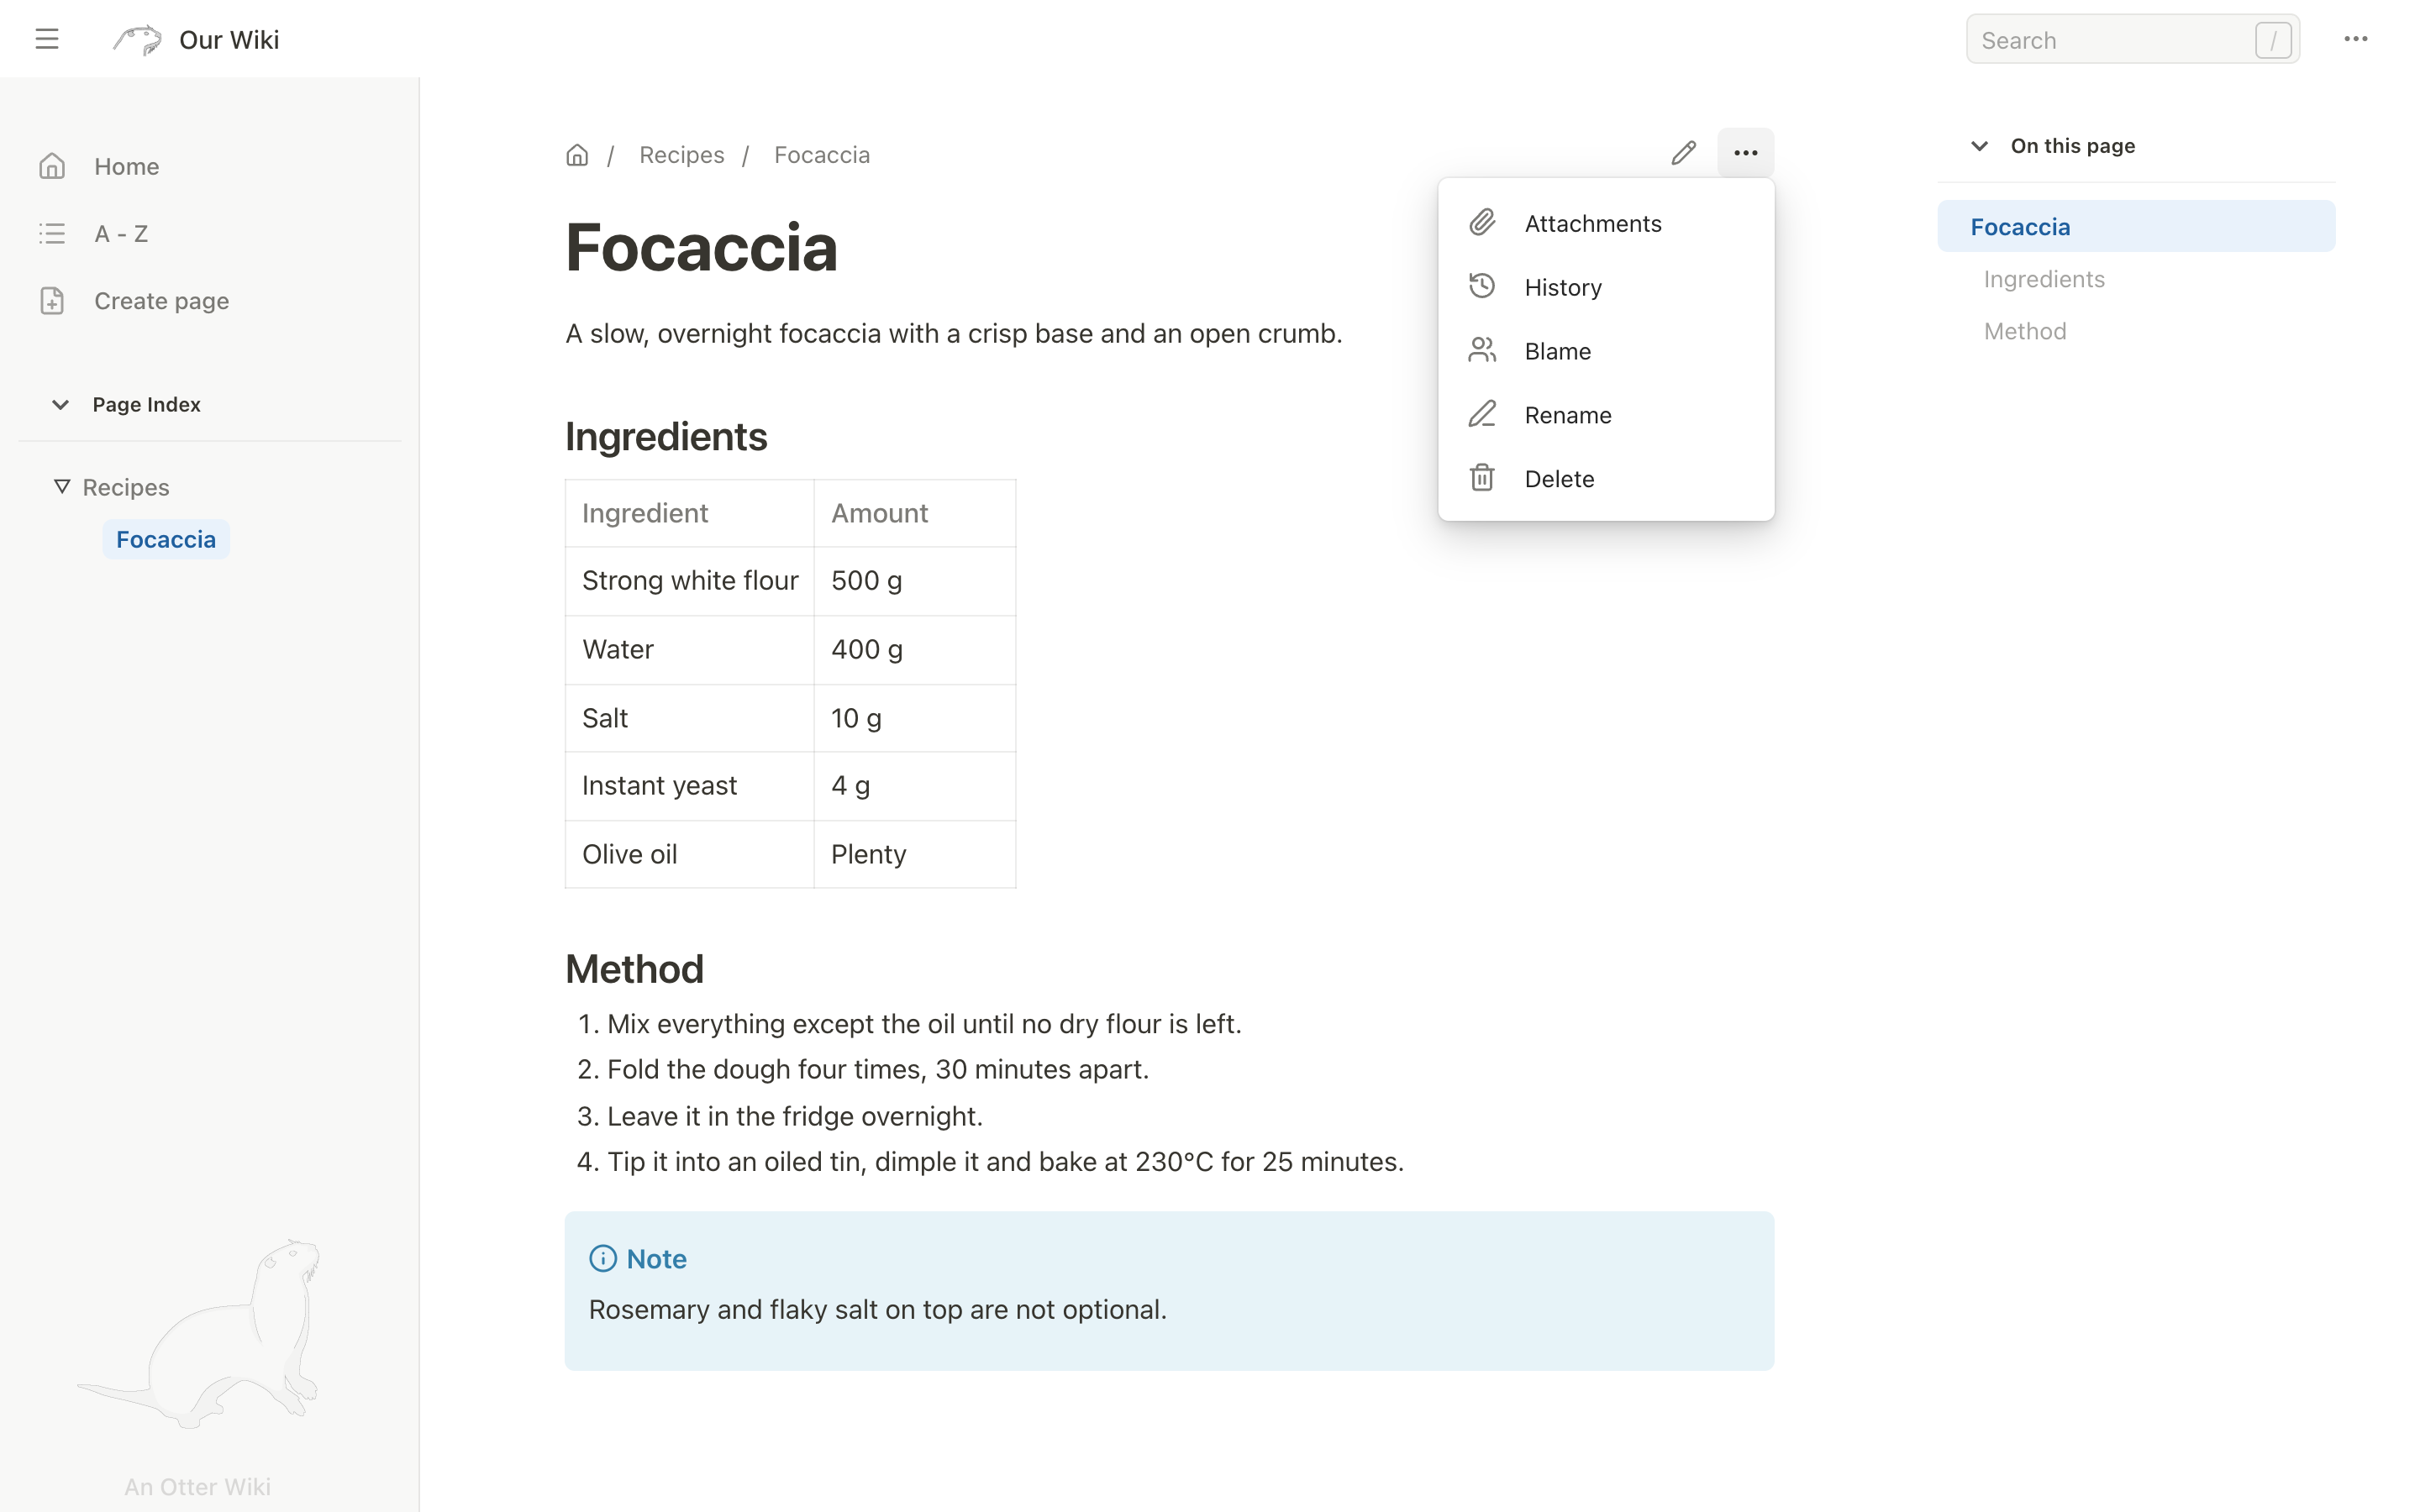 Our Wiki
Search /
Home
A - Z
Create page
Page Index
Recipes
Focaccia
An Otter Wiki
/ Recipes / Focaccia
Focaccia
A slow, overnight focaccia with a crisp base and an open crumb.
Ingredients
Ingredient Amount
Strong white flour 500 g
Water 400 g
Salt 10 g
Instant yeast 4 g
Olive oil Plenty
Method
1. Mix everything except the oil until no dry flour is left.
2. Fold the dough four times, 30 minutes apart.
3. Leave it in the fridge overnight.
4. Tip it into an oiled tin, dimple it and bake at 230°C for 25 minutes.
Note
Rosemary and flaky salt on top are not optional.
Attachments
History
Blame
Rename
Delete
On this page
Focaccia
Ingredients
Method